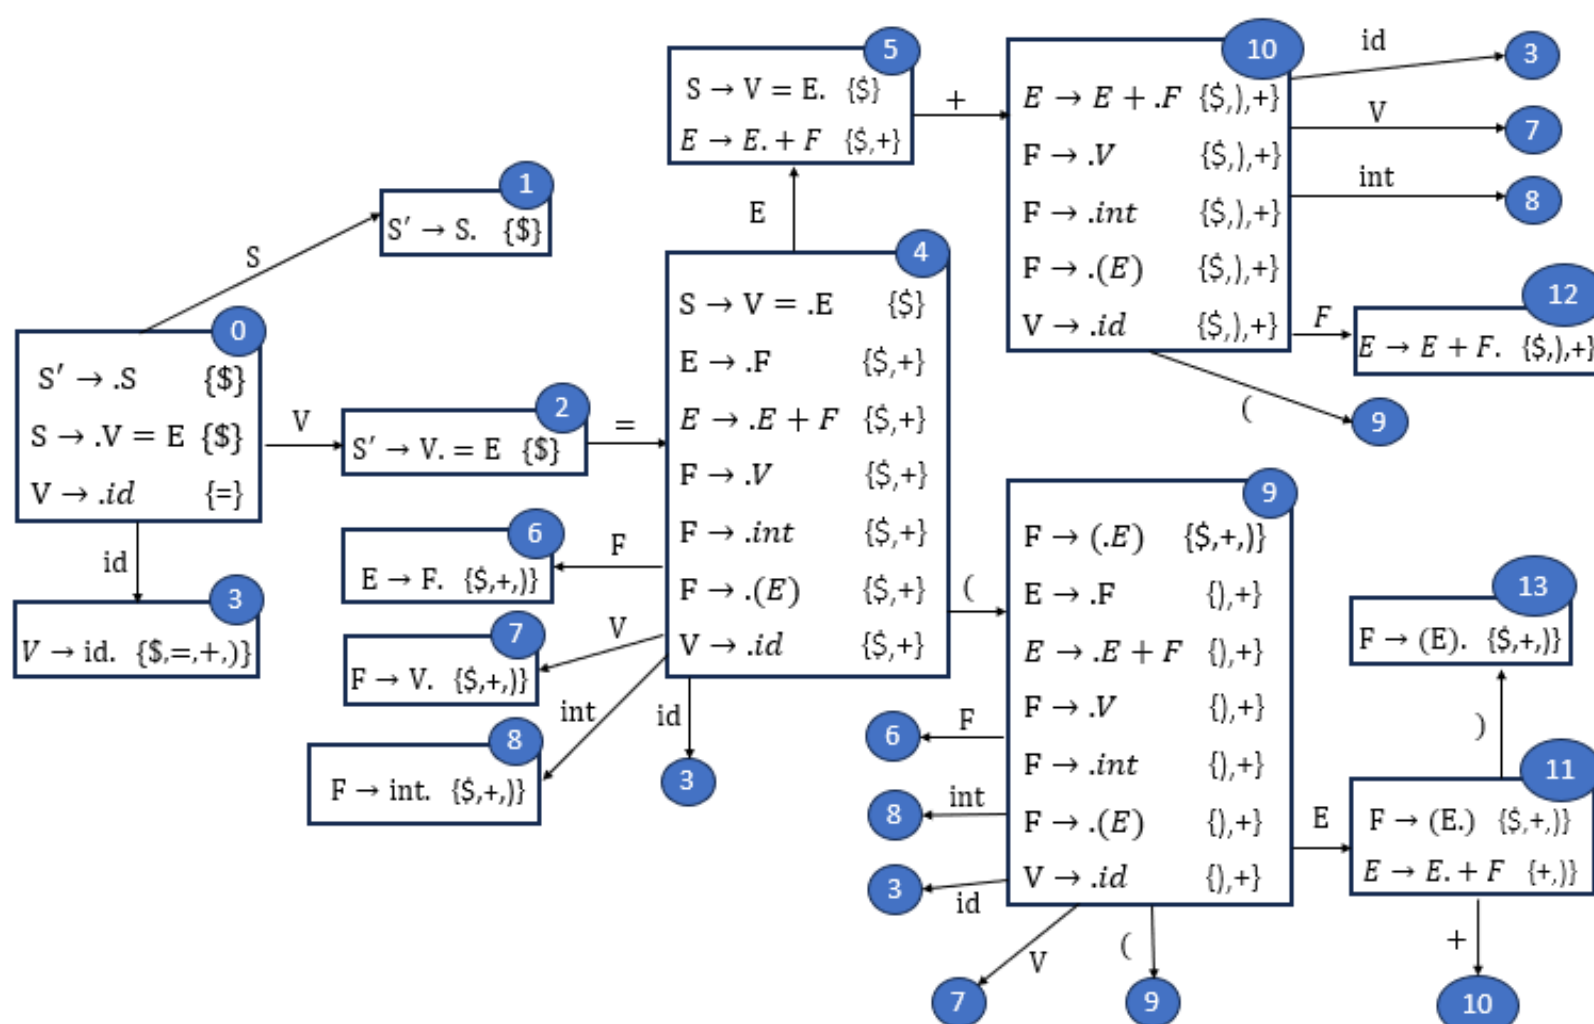 5
S → V = E. {$}
E → E. + F {$,+}
+
10
E → E + .F {$,),+}
F → .V {$,),+}
F → .int {$,),+}
F → .(E) {$,),+}
V → .id {$,),+}
id
3
V
7
int
8
F
12
E → E + F. {$,),+}
(
9
1
S′ → S. {$}
S
E
0
S′ → .S {$}
S → .V = E {$}
V → .id {=}
V
2
S′ → V. = E {$}
=
4
S → V = .E {$}
E → .F {$,+}
E → .E + F {$,+}
F → .V {$,+}
F → .int {$,+}
F → .(E) {$,+}
V → .id {$,+}
id
3
V → id. {$,=,+,)}
6
E → F. {$,+,)}
F
7
F → V. {$,+,)}
V
8
F → int. {$,+,)}
int
id
3
(
9
F → (.E) {$,+,)}
E → .F {),+}
E → .E + F {),+}
F → .V {),+}
F → .int {),+}
F → .(E) {),+}
V → .id {),+}
F
6
int
8
id
3
V
7
(
9
E
13
F → (E). {$,+,)}
)
11
F → (E.) {$,+,)}
E → E. + F {+,)}
+
10